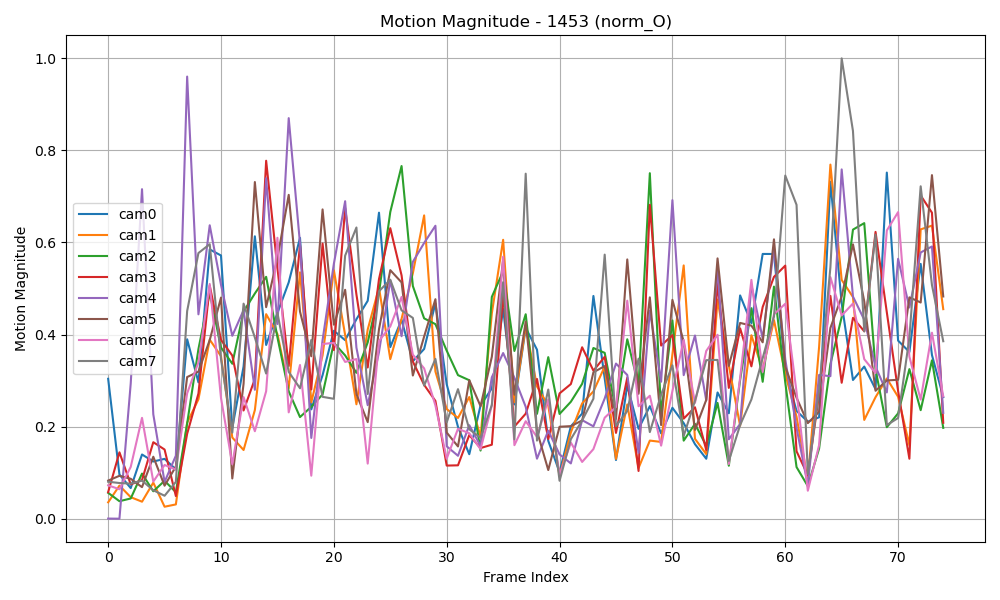 Motion Magnitude - 1453 (norm_O)
1.0
0.8
0.6
0.4
0.2
0.0
Motion Magnitude
cam0
cam1
cam2
cam3
cam4
cam5
cam6
cam7
0 10 20 30 40 50 60 70
Frame Index